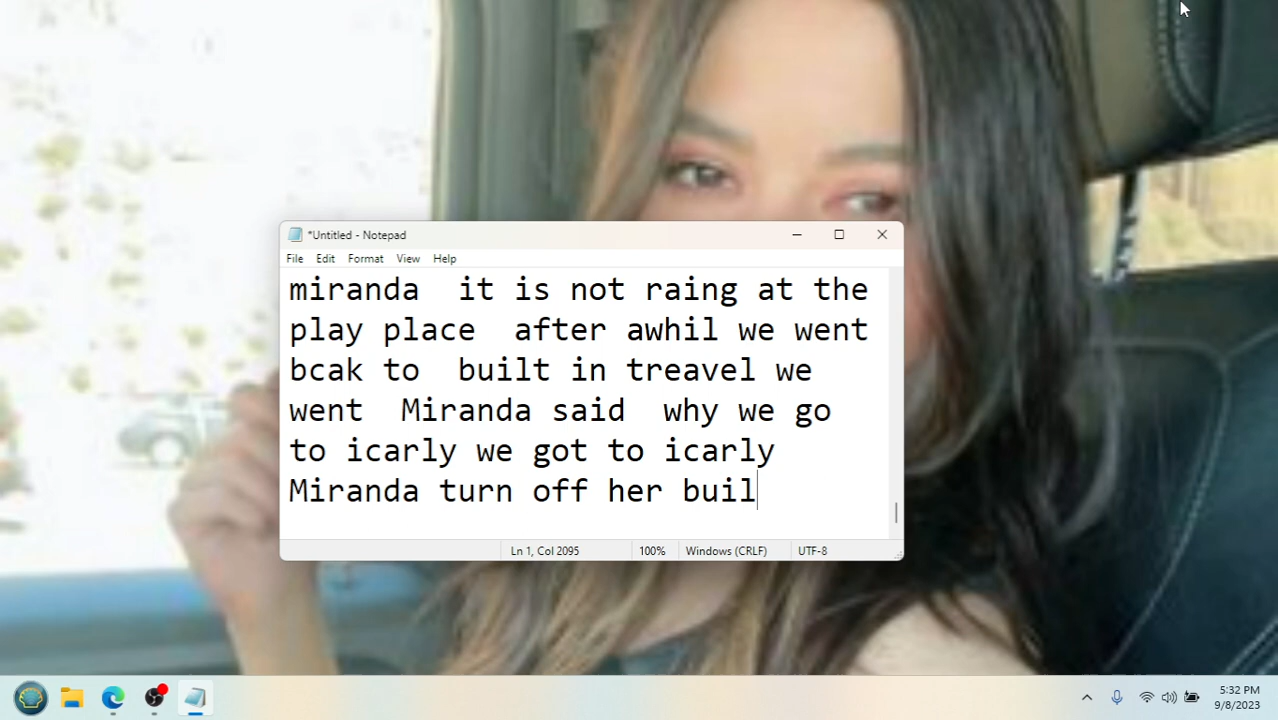 *Untitled - Notepad
File Edit Format View Help
miranda  it is not raing at the
play place  after awhil we went
bcak to  built in treavel we
went  Miranda said  why we go
to icarly we got to icarly
Miranda turn off her buil
Ln 1, Col 2095 100% Windows (CRLF) UTF-8
5:32 PM
9/8/2023